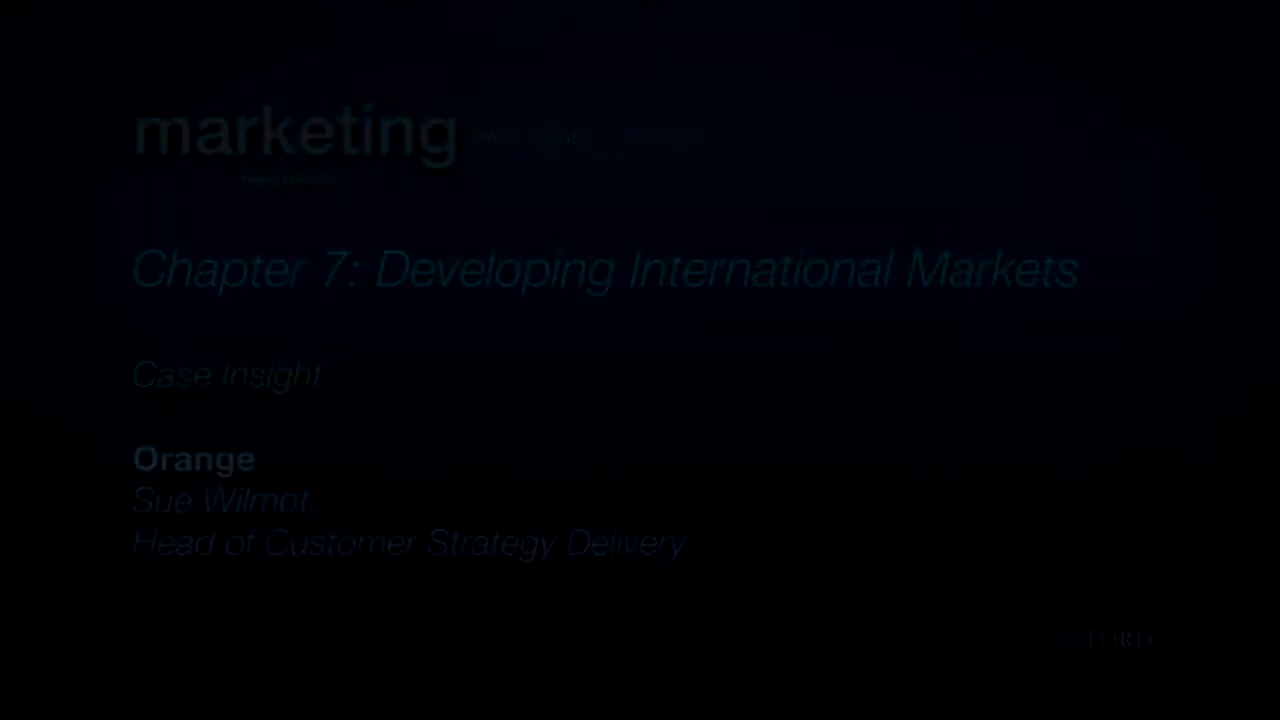 marketing
Chapter 7: Developing International Markets
Case Insight
Orange
Sue Wilmot,
Head of Customer Strategy Delivery